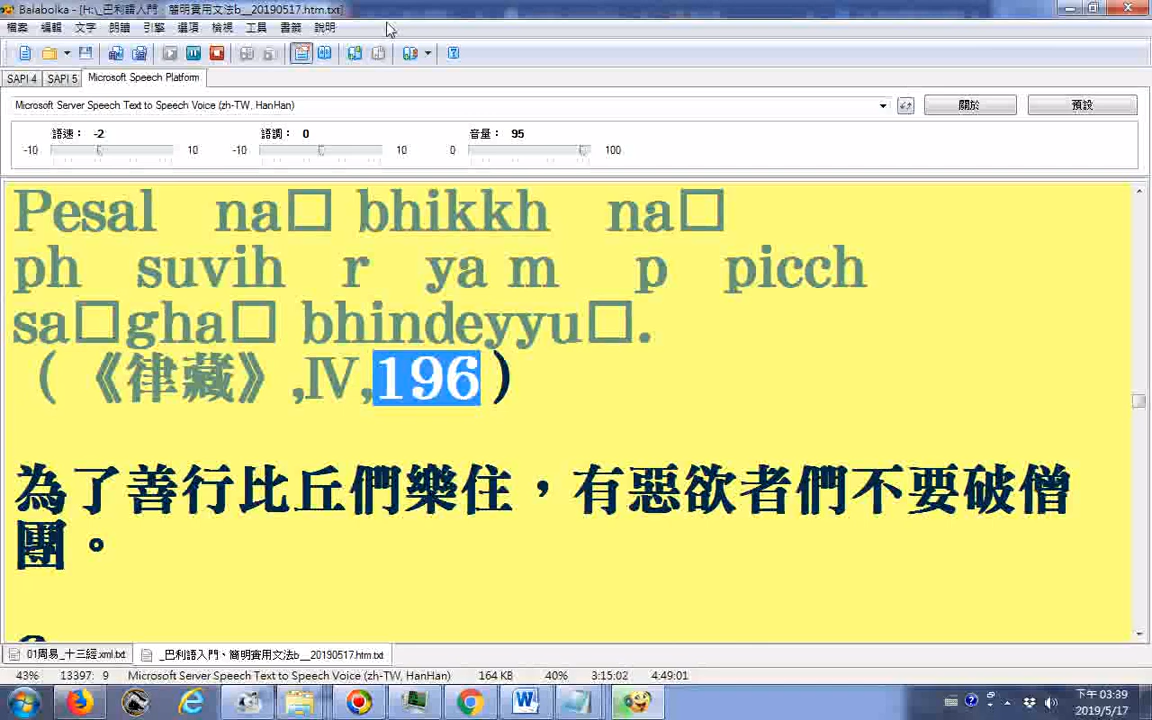 Balabolka - [H:\_巴利語入門、簡明實用文法b__20190517.htm.txt]
檔案 編輯 文字 朗讀 引擎 選項 檢視 工具 書籤 說明
SAPI 4 SAPI 5 Microsoft Speech Platform
Microsoft Server Speech Text to Speech Voice (zh-TW, HanHan) 關於 預設
語速： -2 語調： 0 音量： 95
-10 10 -10 10 0 100
Pesal na□ bhikkh na□
ph suvih r ya m p picch
sa□gha□ bhindeyyu□.
（《律藏》,Ⅳ,196）
為了善行比丘們樂住，有惡欲者們不要破僧
團。
01周易_十三經.xml.txt _巴利語入門、簡明實用文法b__20190517.htm.txt
43% 13397: 9 Microsoft Server Speech Text to Speech Voice (zh-TW, HanHan) 164 KB 40% 3:15:02 4:49:01
下午 03:39
2019/5/17